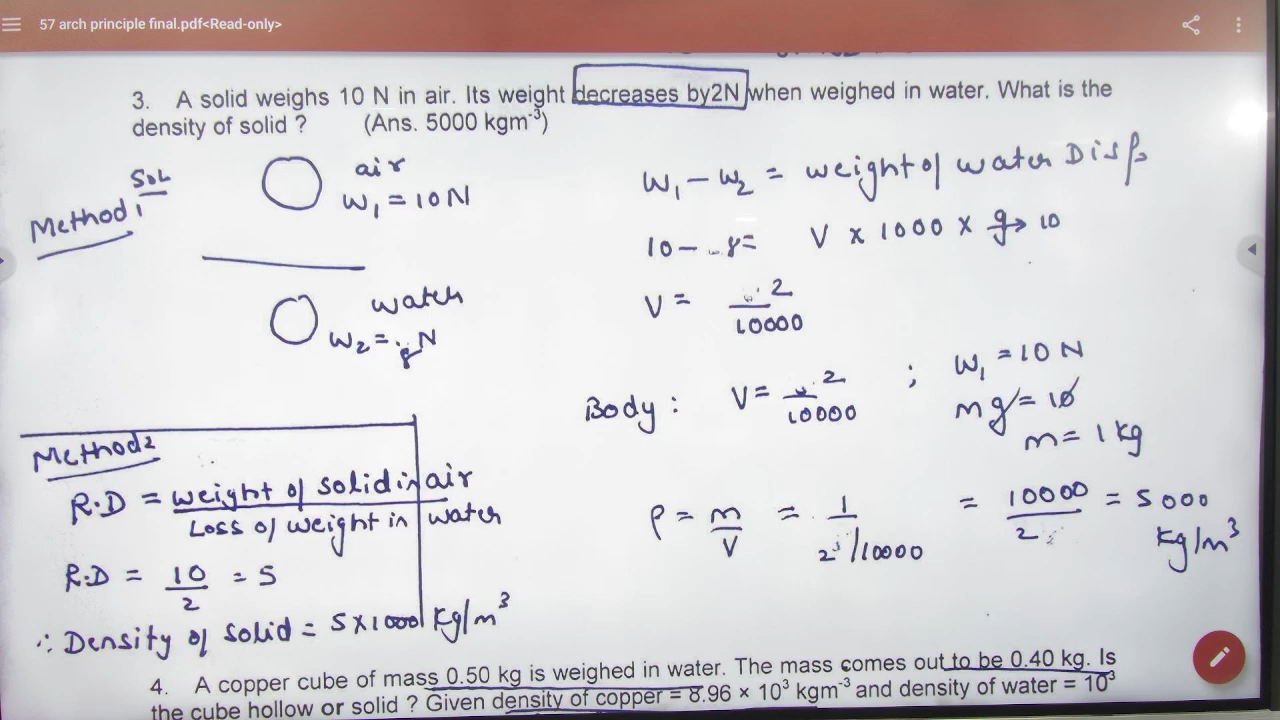 57 arch principle final.pdf<Read-only>
3. A solid weighs 10 N in air. Its weight decreases by2N when weighed in water. What is the
density of solid ? (Ans. 5000 kgm⁻³)
Sol
Method 1
air
W₁ = 10N
water
W₂ = 8N
W₁ - W₂ = weight of water Disp
10 - 8 = V x 1000 x g → 10
V = 2/10000
Body : V = 2/10000 ; W₁ = 10 N
mg = 10
m = 1 kg
ρ = m/V = 1/2/10000 = 10000/2 = 5000
kg/m³
Method 2
R.D = weight of solid in air
Loss of weight in water
R.D = 10/2 = 5
∴ Density of solid = 5x1000 kg/m³
4. A copper cube of mass 0.50 kg is weighed in water. The mass comes out to be 0.40 kg. Is
the cube hollow or solid ? Given density of copper = 8.96 × 10³ kgm⁻³ and density of water = 10³